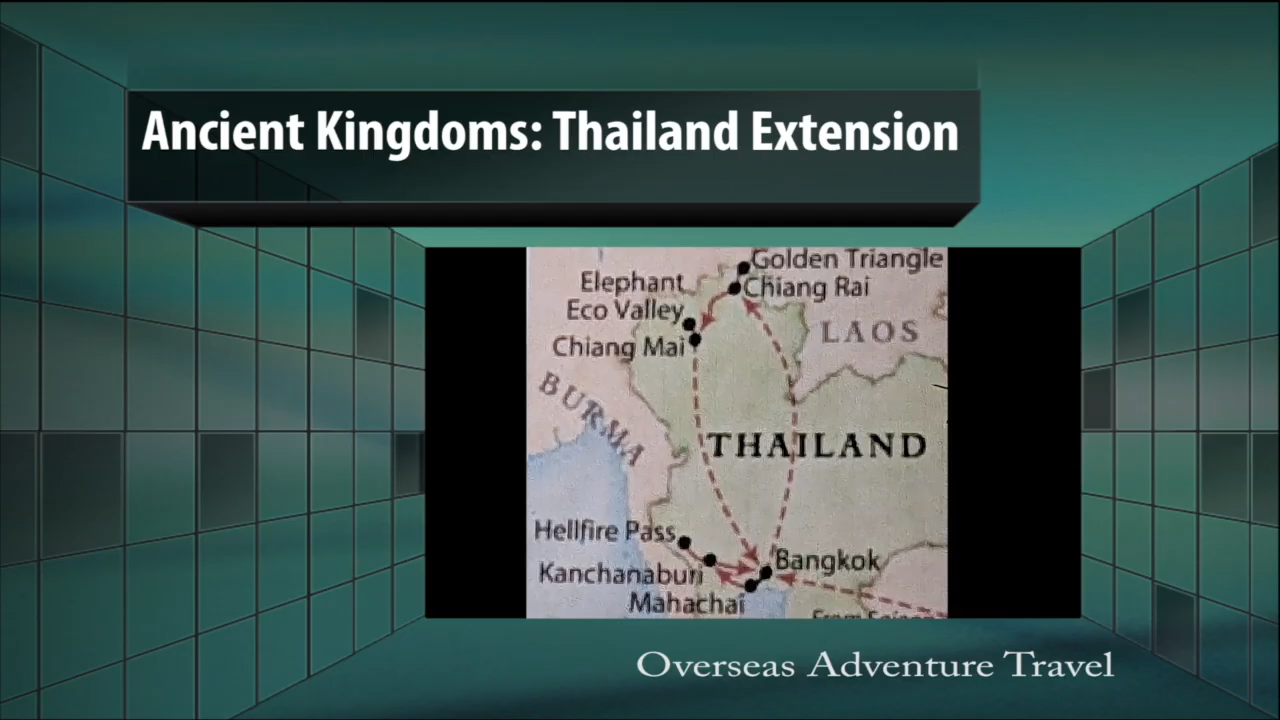 Ancient Kingdoms: Thailand Extension
Golden Triangle
Elephant
Eco Valley
Chiang Rai
LAOS
Chiang Mai
BURMA
THAILAND
Hellfire Pass
Bangkok
Kanchanaburi
Mahachai
From
Overseas Adventure Travel